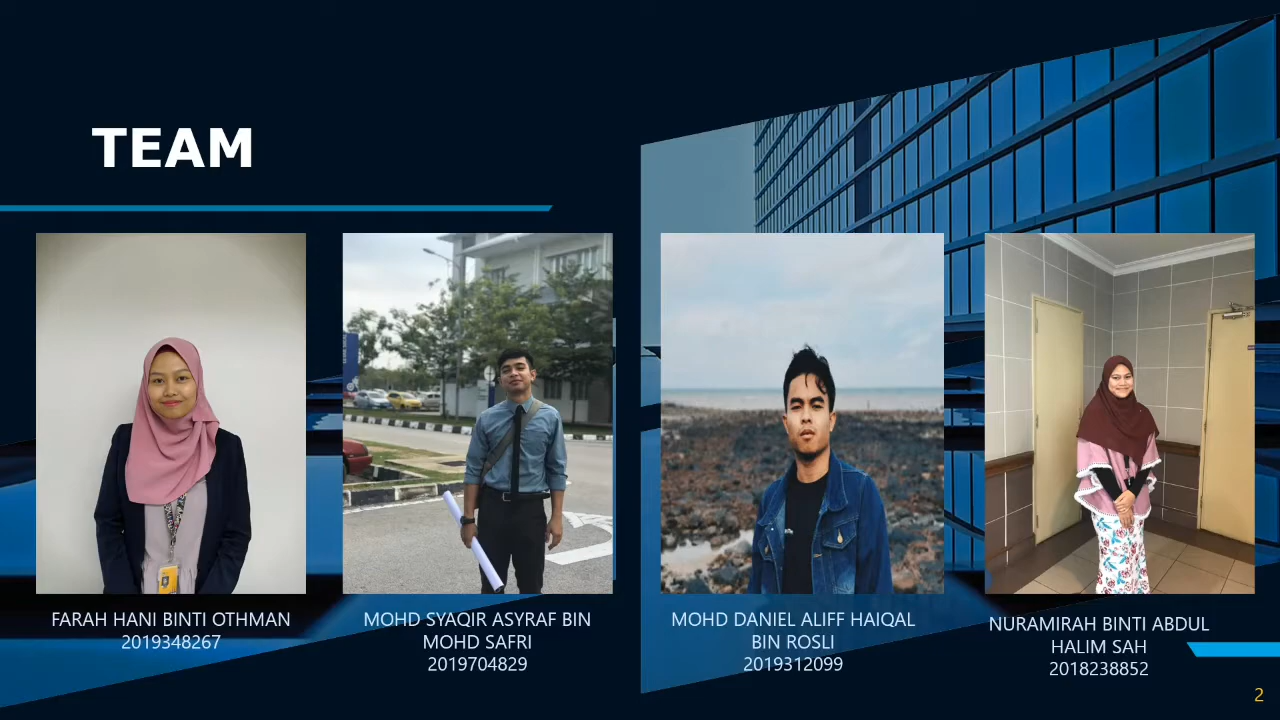 TEAM
FARAH HANI BINTI OTHMAN
2019348267
MOHD SYAQIR ASYRAF BIN
MOHD SAFRI
2019704829
MOHD DANIEL ALIFF HAIQAL
BIN ROSLI
2019312099
NURAMIRAH BINTI ABDUL
HALIM SAH
2018238852
2